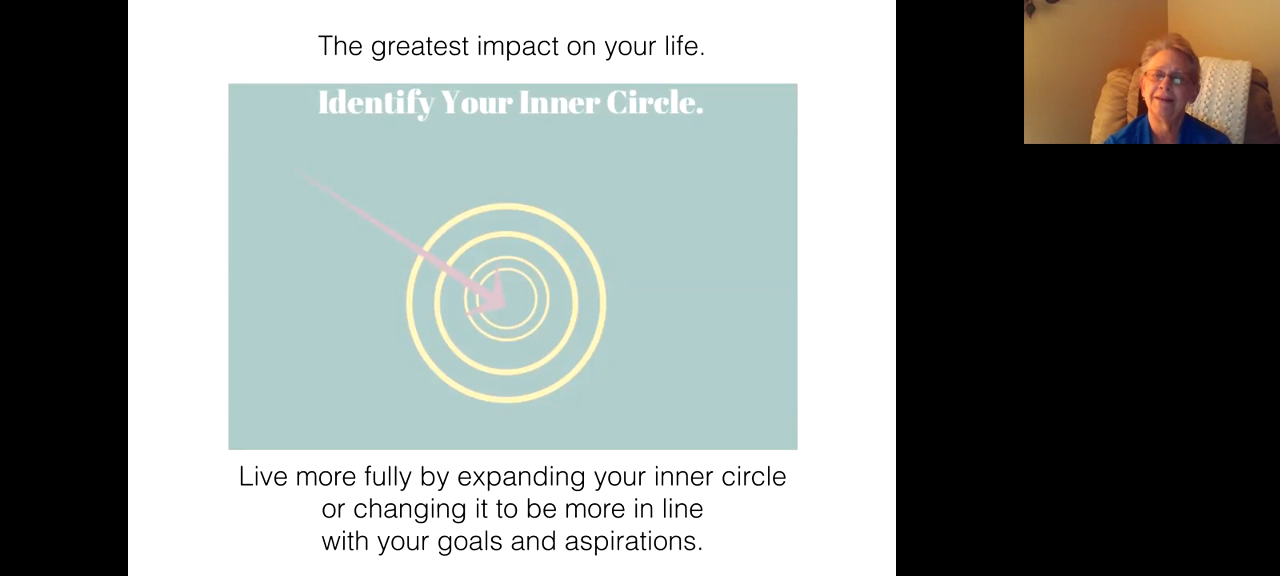 The greatest impact on your life.
Identify Your Inner Circle.
Live more fully by expanding your inner circle
or changing it to be more in line
with your goals and aspirations.